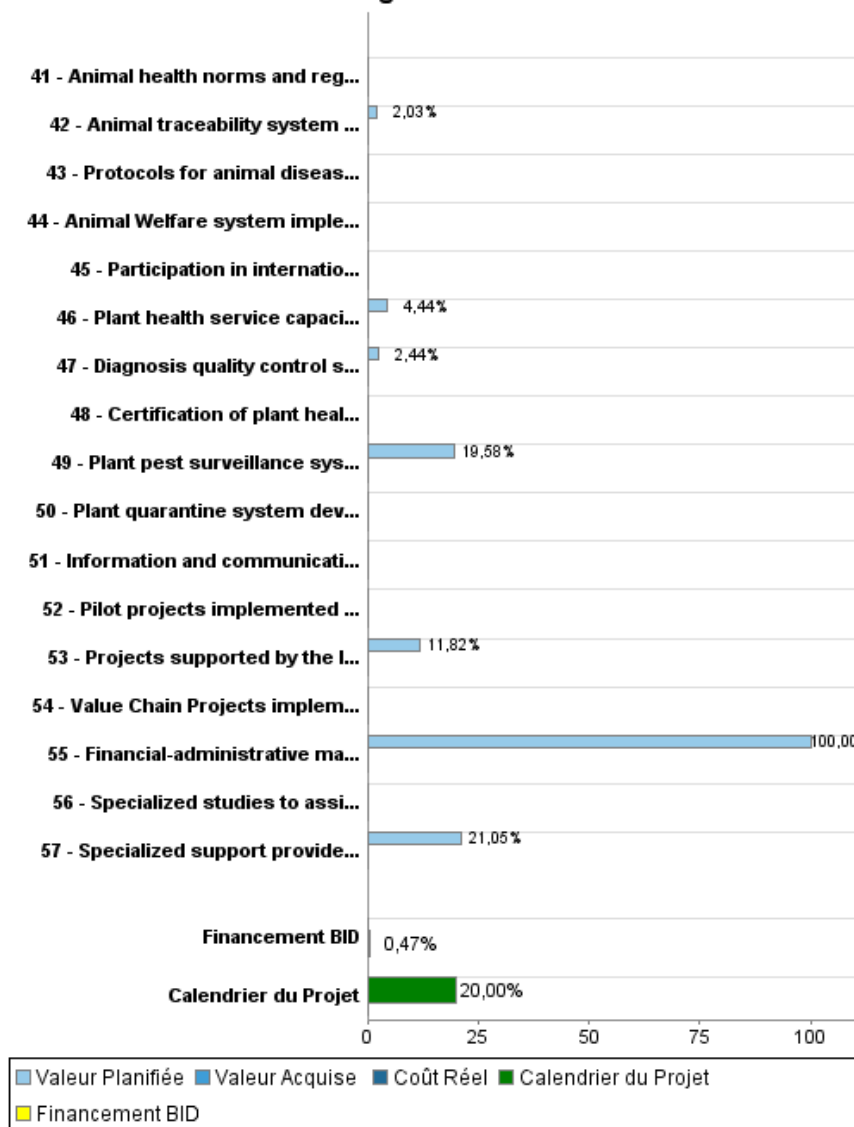 41 - Animal health norms and reg...
42 - Animal traceability system ...
2,03%
43 - Protocols for animal diseas...
44 - Animal Welfare system imple...
45 - Participation in internatio...
46 - Plant health service capaci...
4,44%
47 - Diagnosis quality control s...
2,44%
48 - Certification of plant heal...
49 - Plant pest surveillance sys...
19,58%
50 - Plant quarantine system dev...
51 - Information and communicati...
52 - Pilot projects implemented ...
53 - Projects supported by the I...
11,82%
54 - Value Chain Projects implem...
55 - Financial-administrative ma...
100,00
56 - Specialized studies to assi...
57 - Specialized support provide...
21,05%
Financement BID
0,47%
Calendrier du Projet
20,00%
0 25 50 75 100
Valeur Planifiée Valeur Acquise Coût Réel Calendrier du Projet
Financement BID